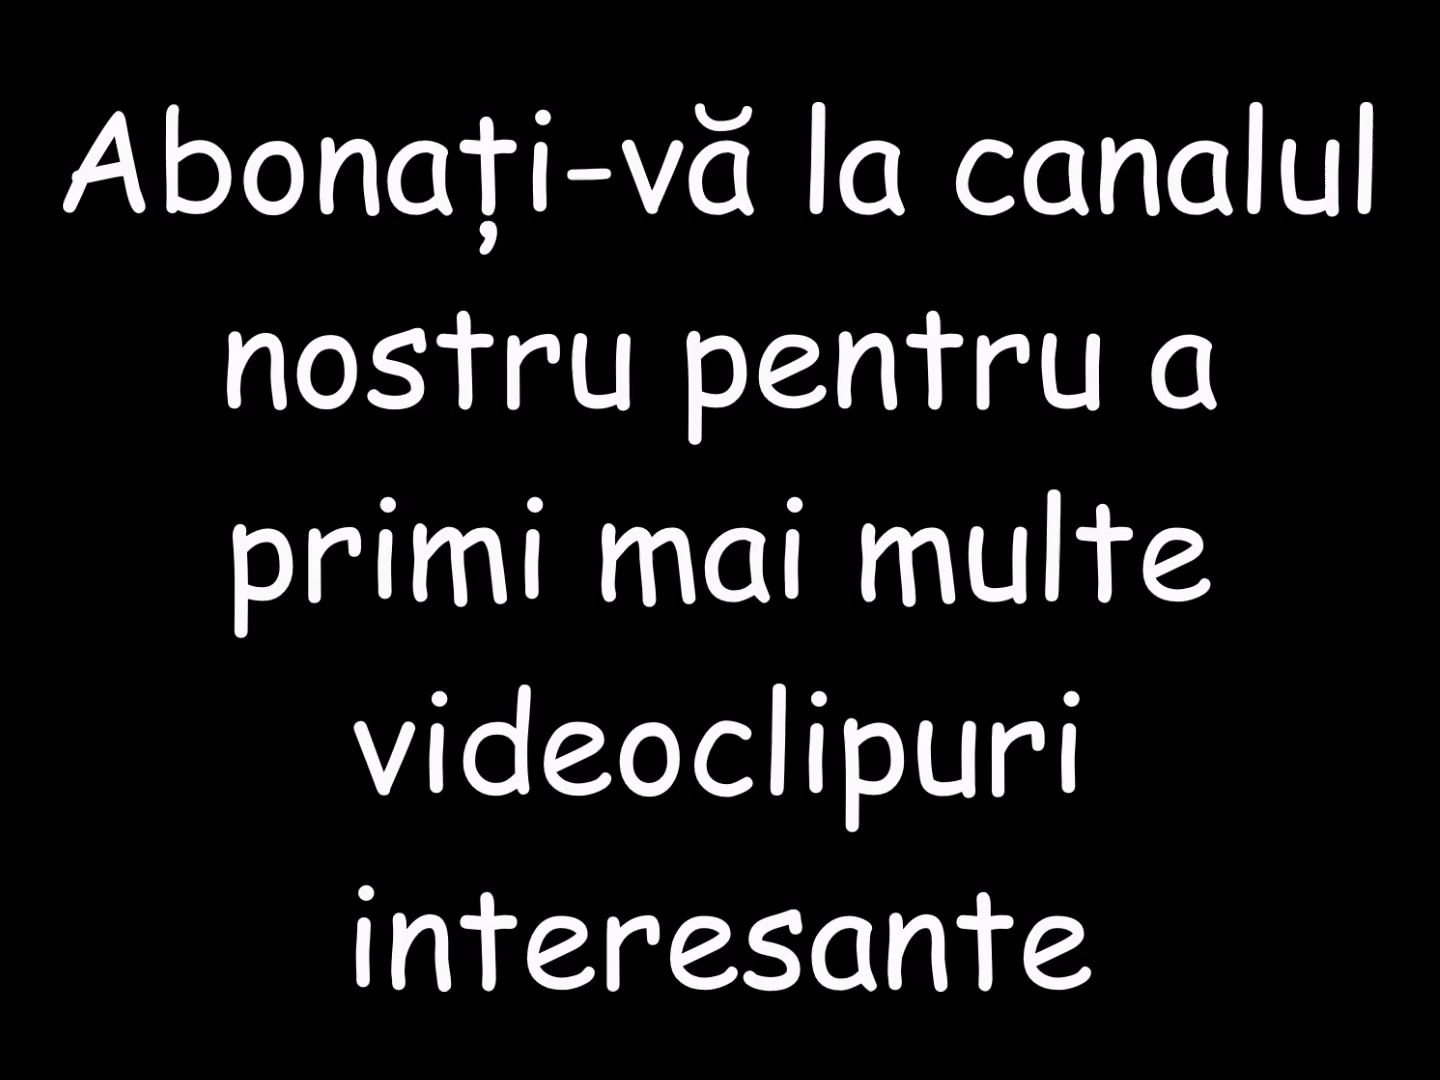 Abonați-vă la canalul
nostru pentru a
primi mai multe
videoclipuri
interesante